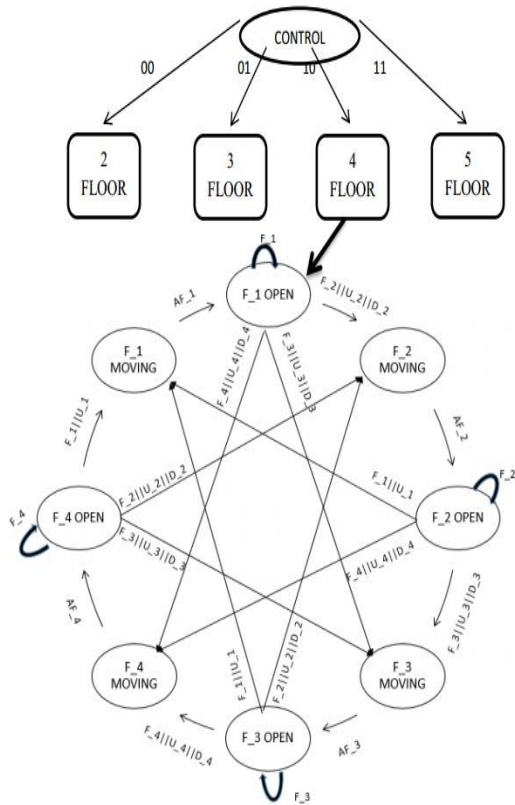 CONTROL
00
01
10
11
2
FLOOR
3
FLOOR
4
FLOOR
5
FLOOR
F_1
F_1 OPEN
AF_1
F_2||U_2||D_2
F_1
MOVING
F_4||U_4||D_4
F_3||U_3||D_3
F_2
MOVING
F_1||U_1
AF_2
F_2||U_2||D_2
F_1||U_1
F_2
F_4
F_4 OPEN
F_2 OPEN
F_3||U_3||D_3
F_4||U_4||D_4
F_3||U_3||D_3
AF_4
F_4
MOVING
F_1||U_1
F_2||U_2||D_2
F_3
MOVING
F_4||U_4||D_4
F_3 OPEN
AF_3
F_3